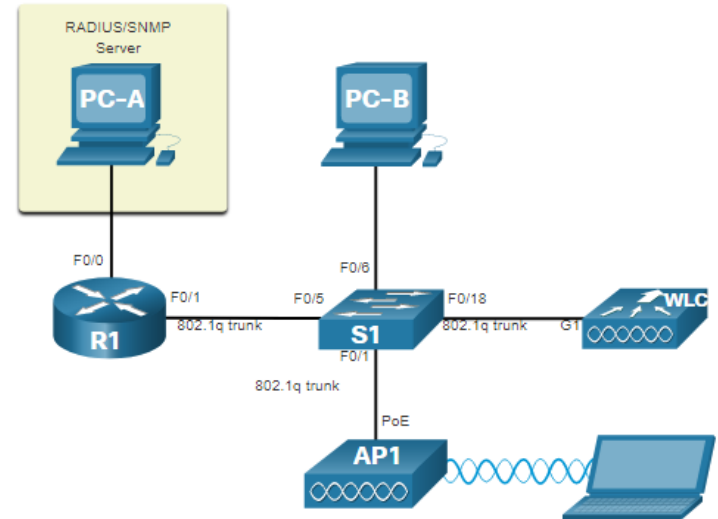 RADIUS/SNMP
Server
PC-A
PC-B
F0/0
F0/6
F0/1
F0/5
F0/18
WLC
802.1q trunk
802.1q trunk
G1
R1
S1
F0/1
802.1q trunk
PoE
AP1